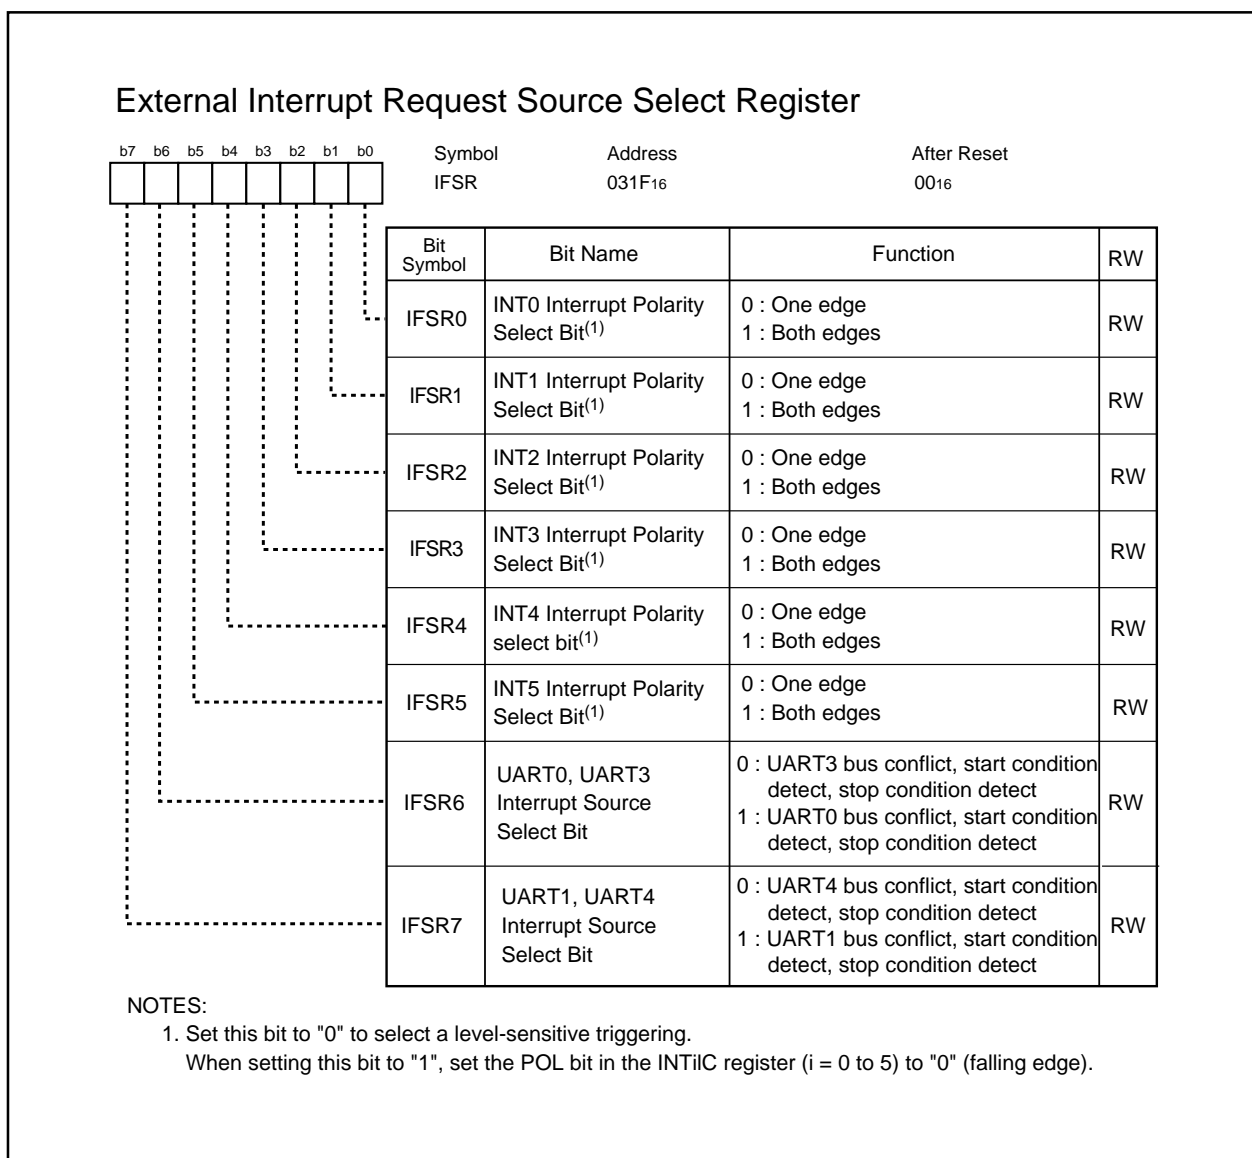 External Interrupt Request Source Select Register
b7 b6 b5 b4 b3 b2 b1 b0
Symbol Address After Reset
IFSR 031F16 0016
Bit Symbol Bit Name Function RW
IFSR0 INT0 Interrupt Polarity Select Bit(1) 0 : One edge 1 : Both edges RW
IFSR1 INT1 Interrupt Polarity Select Bit(1) 0 : One edge 1 : Both edges RW
IFSR2 INT2 Interrupt Polarity Select Bit(1) 0 : One edge 1 : Both edges RW
IFSR3 INT3 Interrupt Polarity Select Bit(1) 0 : One edge 1 : Both edges RW
IFSR4 INT4 Interrupt Polarity select bit(1) 0 : One edge 1 : Both edges RW
IFSR5 INT5 Interrupt Polarity Select Bit(1) 0 : One edge 1 : Both edges RW
IFSR6 UART0, UART3 Interrupt Source Select Bit 0 : UART3 bus conflict, start condition detect, stop condition detect 1 : UART0 bus conflict, start condition detect, stop condition detect RW
IFSR7 UART1, UART4 Interrupt Source Select Bit 0 : UART4 bus conflict, start condition detect, stop condition detect 1 : UART1 bus conflict, start condition detect, stop condition detect RW
NOTES:
1. Set this bit to "0" to select a level-sensitive triggering.
When setting this bit to "1", set the POL bit in the INTiIC register (i = 0 to 5) to "0" (falling edge).